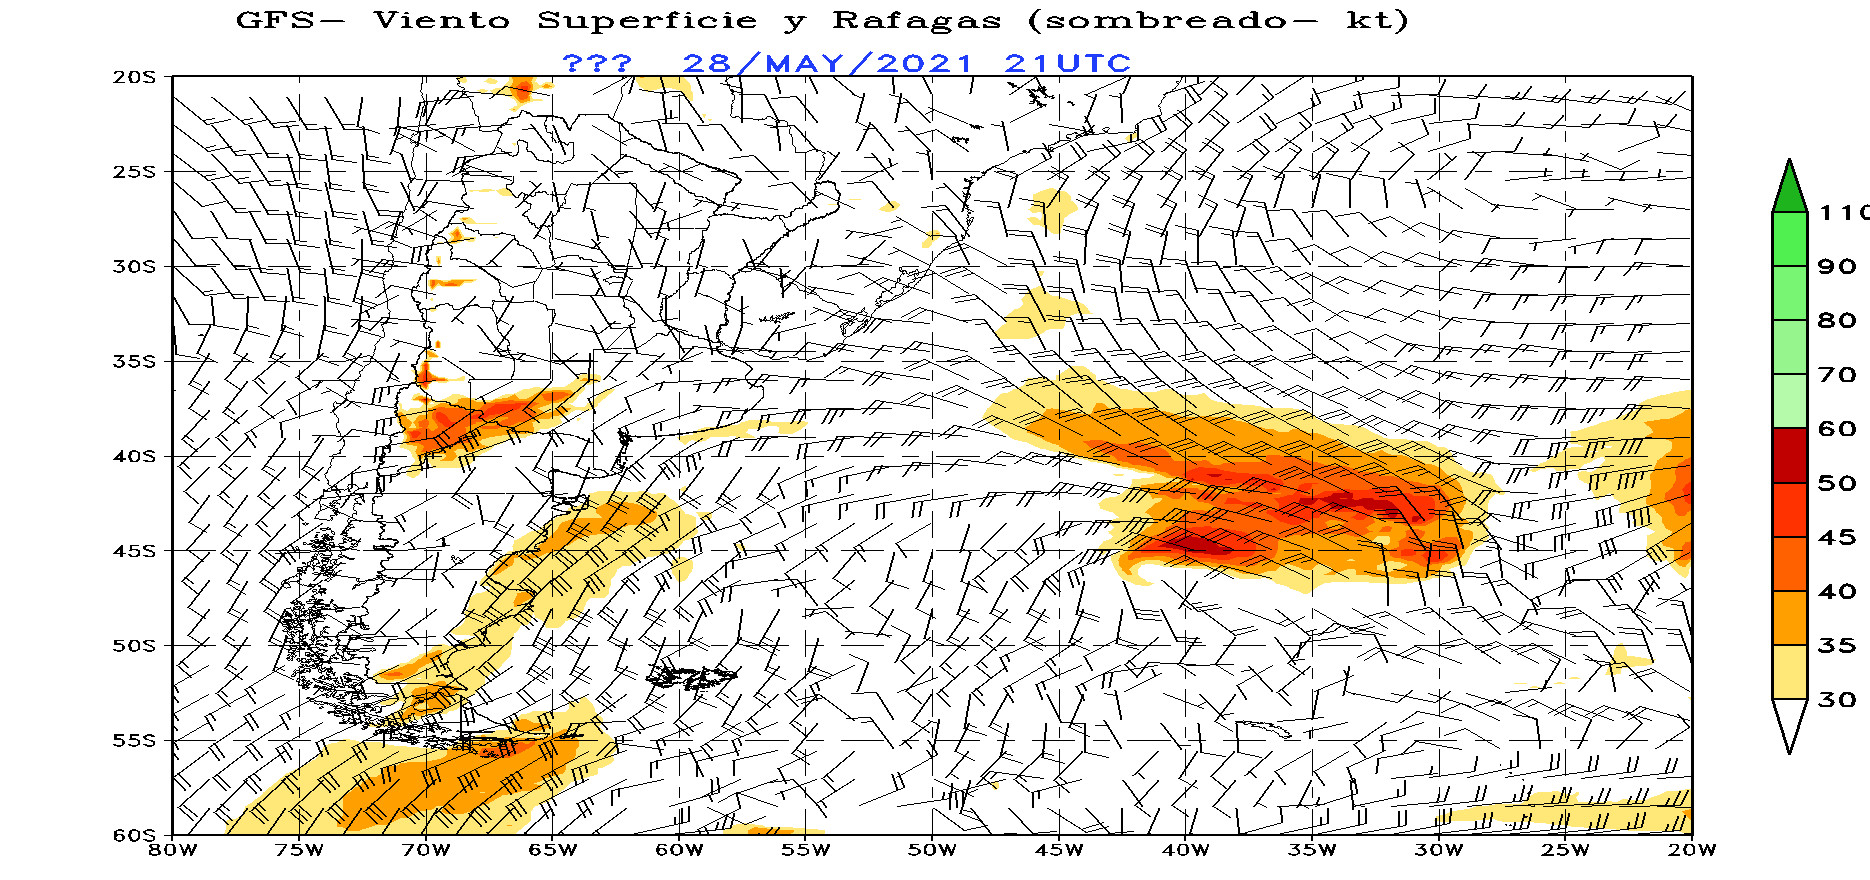 GFS- Viento Superficie y Rafagas (sombreado- kt)
??? 28/MAY/2021 21UTC
20S
25S
30S
35S
40S
45S
50S
55S
60S
80W 75W 70W 65W 60W 55W 50W 45W 40W 35W 30W 25W 20W
110
90
80
70
60
50
45
40
35
30